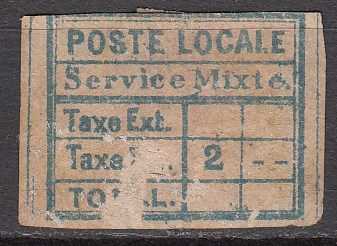 POSTE LOCALE
Service Mixte.
Taxe Ext.
Taxe 2 --